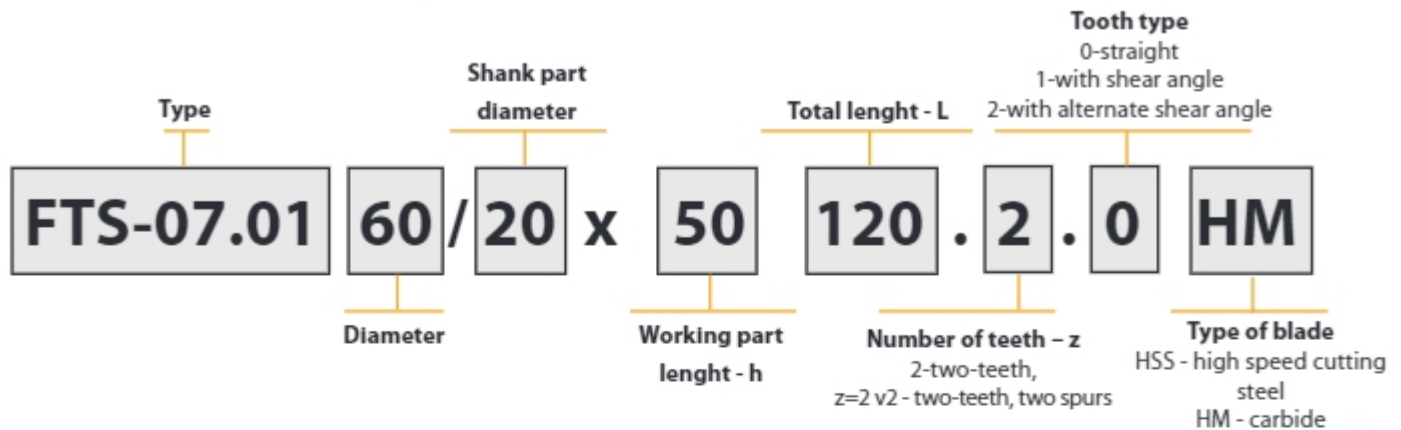 Tooth type
0-straight
1-with shear angle
2-with alternate shear angle
Shank part
diameter
Type
Total lenght - L
FTS-07.01 60 / 20 x 50 120 . 2 . 0 HM
Diameter
Working part
lenght - h
Number of teeth – z
2-two-teeth,
z=2 v2 - two-teeth, two spurs
Type of blade
HSS - high speed cutting
steel
HM - carbide